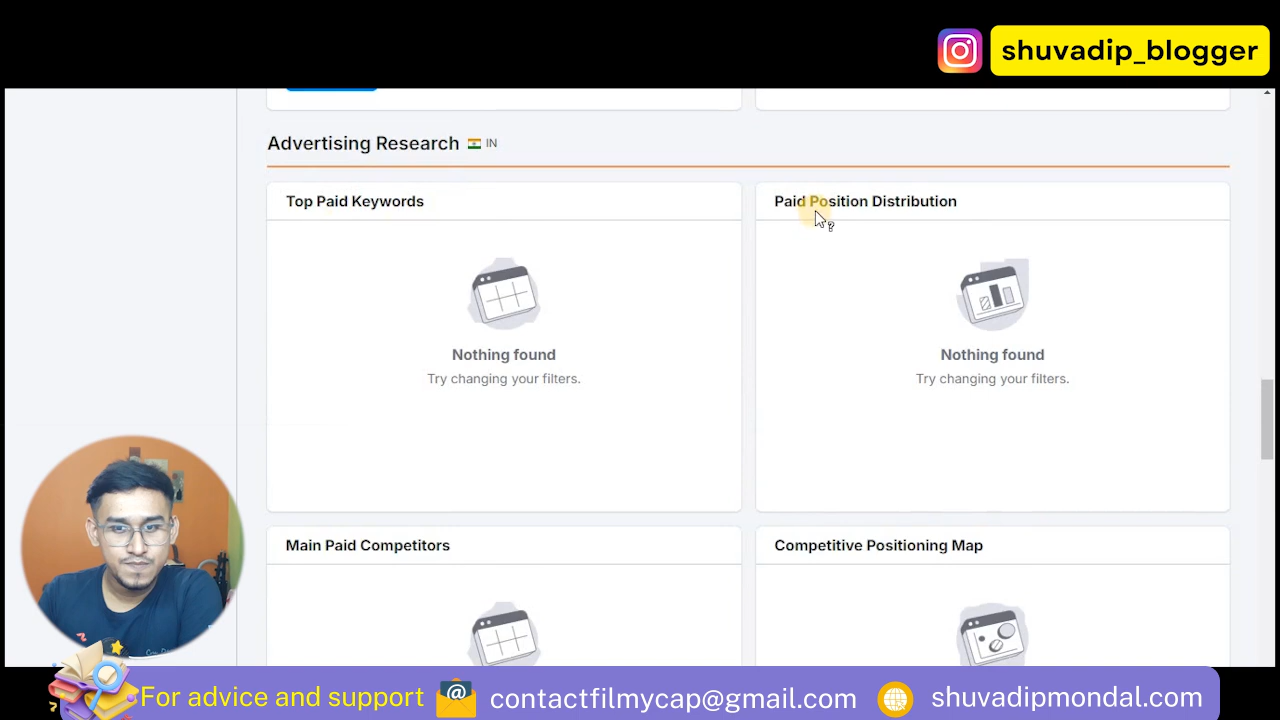 shuvadip_blogger
Advertising Research IN
Top Paid Keywords
Paid Position Distribution
Nothing found
Try changing your filters.
Nothing found
Try changing your filters.
Main Paid Competitors
Competitive Positioning Map
For advice and support
contactfilmycap@gmail.com
shuvadipmondal.com